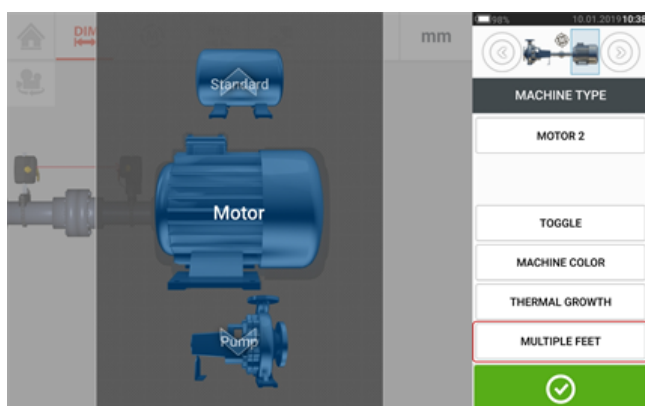 98%
10.01.2019 10:38
DIM
mm
Standard
Motor
Pump
MACHINE TYPE
MOTOR 2
TOGGLE
MACHINE COLOR
THERMAL GROWTH
MULTIPLE FEET